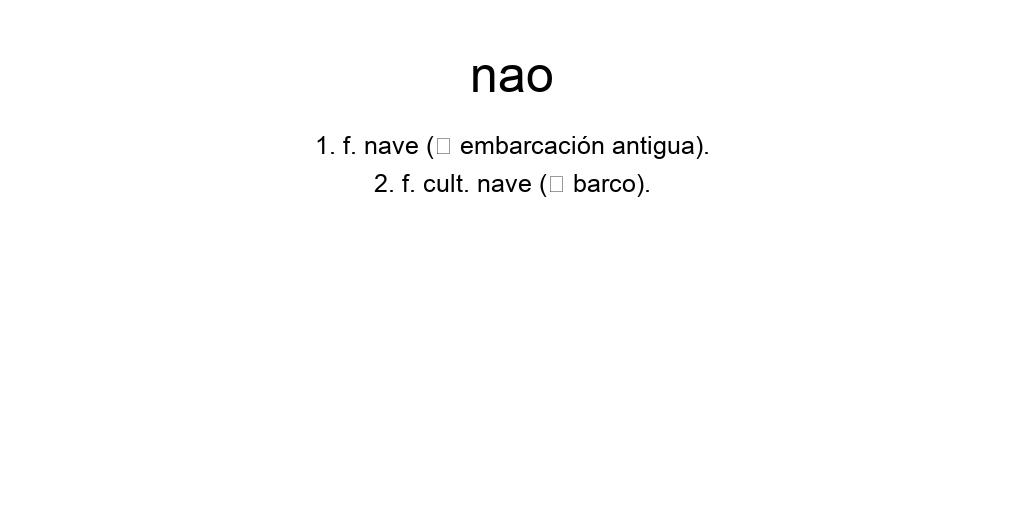 nao
1. f. nave (□ embarcación antigua).
2. f. cult. nave (□ barco).